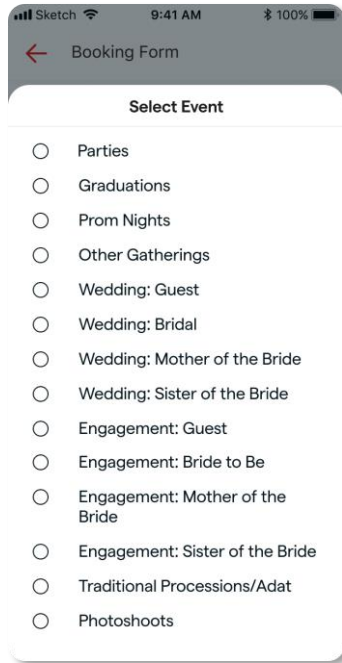 Sketch 9:41 AM 100%
Booking Form
Select Event
Parties
Graduations
Prom Nights
Other Gatherings
Wedding: Guest
Wedding: Bridal
Wedding: Mother of the Bride
Wedding: Sister of the Bride
Engagement: Guest
Engagement: Bride to Be
Engagement: Mother of the
Bride
Engagement: Sister of the Bride
Traditional Processions/Adat
Photoshoots